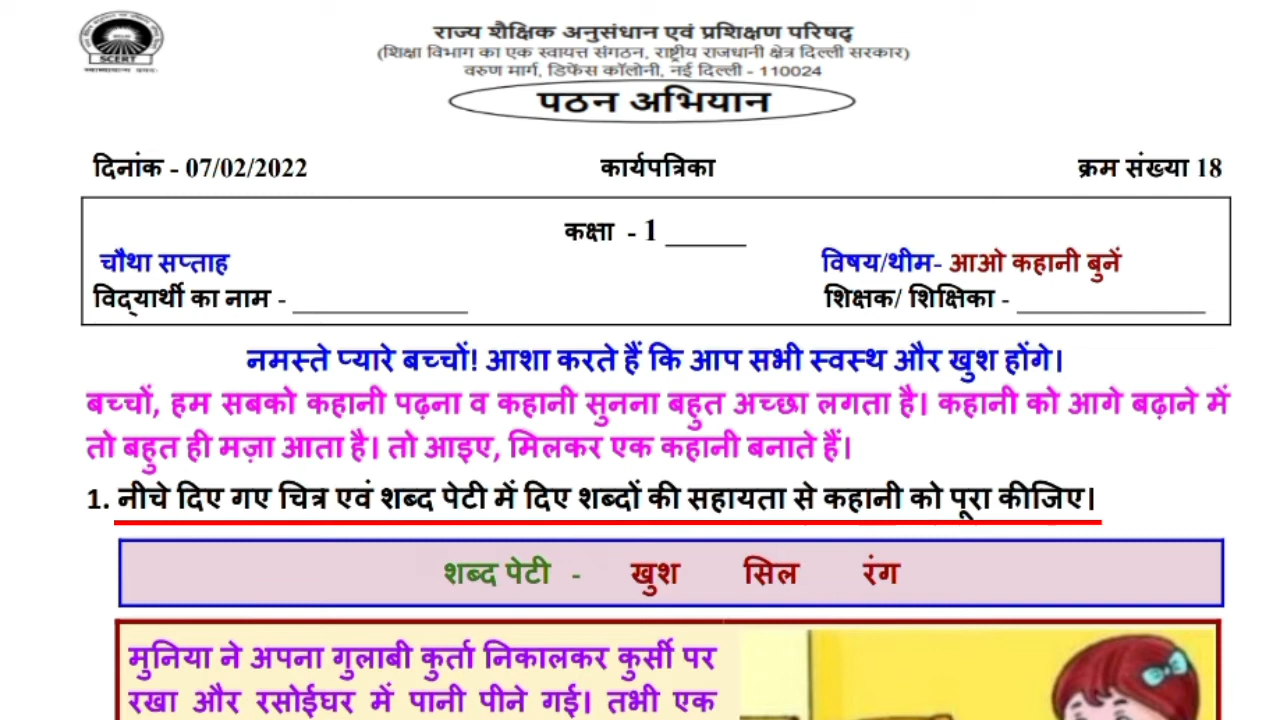 SCERT
राज्य शैक्षिक अनुसंधान एवं प्रशिक्षण परिषद्
(शिक्षा विभाग का एक स्वायत्त संगठन, राष्ट्रीय राजधानी क्षेत्र दिल्ली सरकार)
वरुण मार्ग, डिफेंस कॉलोनी, नई दिल्ली - 110024
पठन अभियान
दिनांक - 07/02/2022 कार्यपत्रिका क्रम संख्या 18
कक्षा - 1 ______
चौथा सप्ताह विषय/थीम- आओ कहानी बुनें
विद्यार्थी का नाम - _____________ शिक्षक/ शिक्षिका - ______________
नमस्ते प्यारे बच्चों! आशा करते हैं कि आप सभी स्वस्थ और खुश होंगे।
बच्चों, हम सबको कहानी पढ़ना व कहानी सुनना बहुत अच्छा लगता है। कहानी को आगे बढ़ाने में
तो बहुत ही मज़ा आता है। तो आइए, मिलकर एक कहानी बनाते हैं।
1. नीचे दिए गए चित्र एवं शब्द पेटी में दिए शब्दों की सहायता से कहानी को पूरा कीजिए।
शब्द पेटी - खुश सिल रंग
मुनिया ने अपना गुलाबी कुर्ता निकालकर कुर्सी पर
रखा और रसोईघर में पानी पीने गई। तभी एक